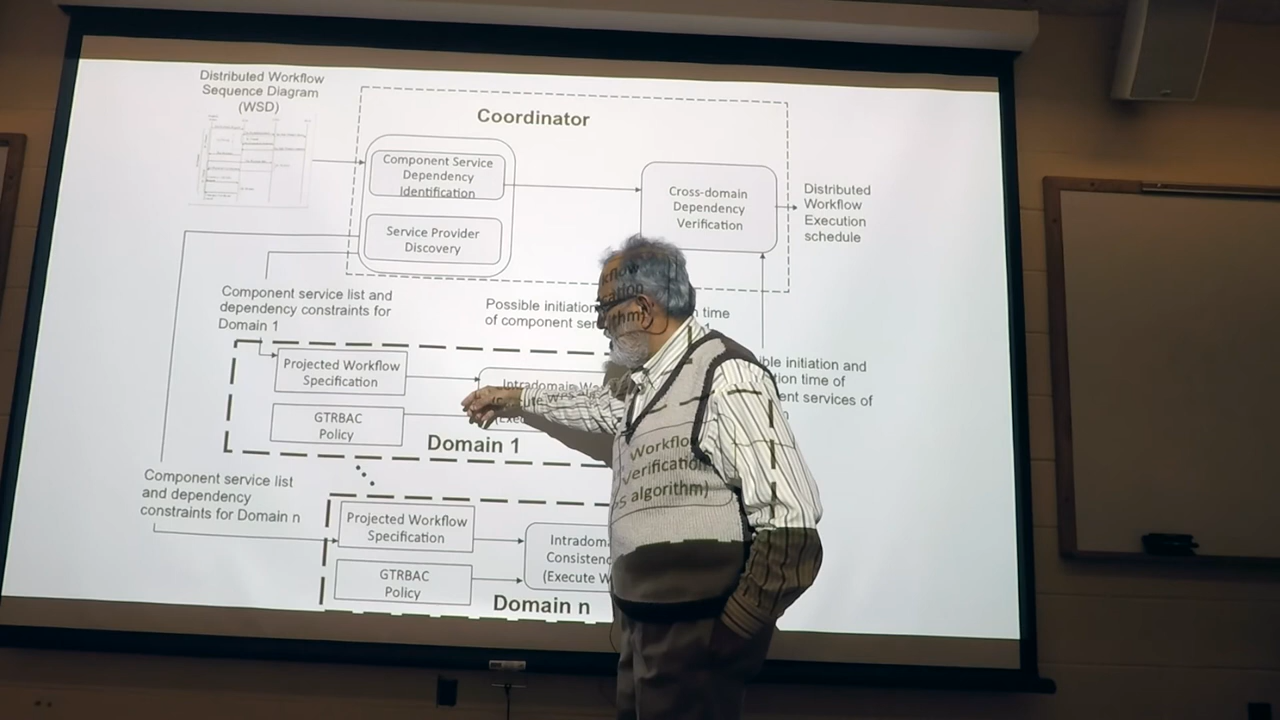 Distributed Workflow
Sequence Diagram
(WSD)
Coordinator
Component Service
Dependency
Identification
Service Provider
Discovery
Cross-domain
Dependency
Verification
Distributed
Workflow
Execution
schedule
Component service list and
dependency constraints for
Domain 1
Possible initiation
of component
time
Projected Workflow
Specification
GTRBAC
Policy
Intradomain
Domain 1
initiation and
time of
services of
Workflow
Verification
algorithm)
Component service list
and dependency
constraints for Domain n
Projected Workflow
Specification
GTRBAC
Policy
(Execute
Domain n